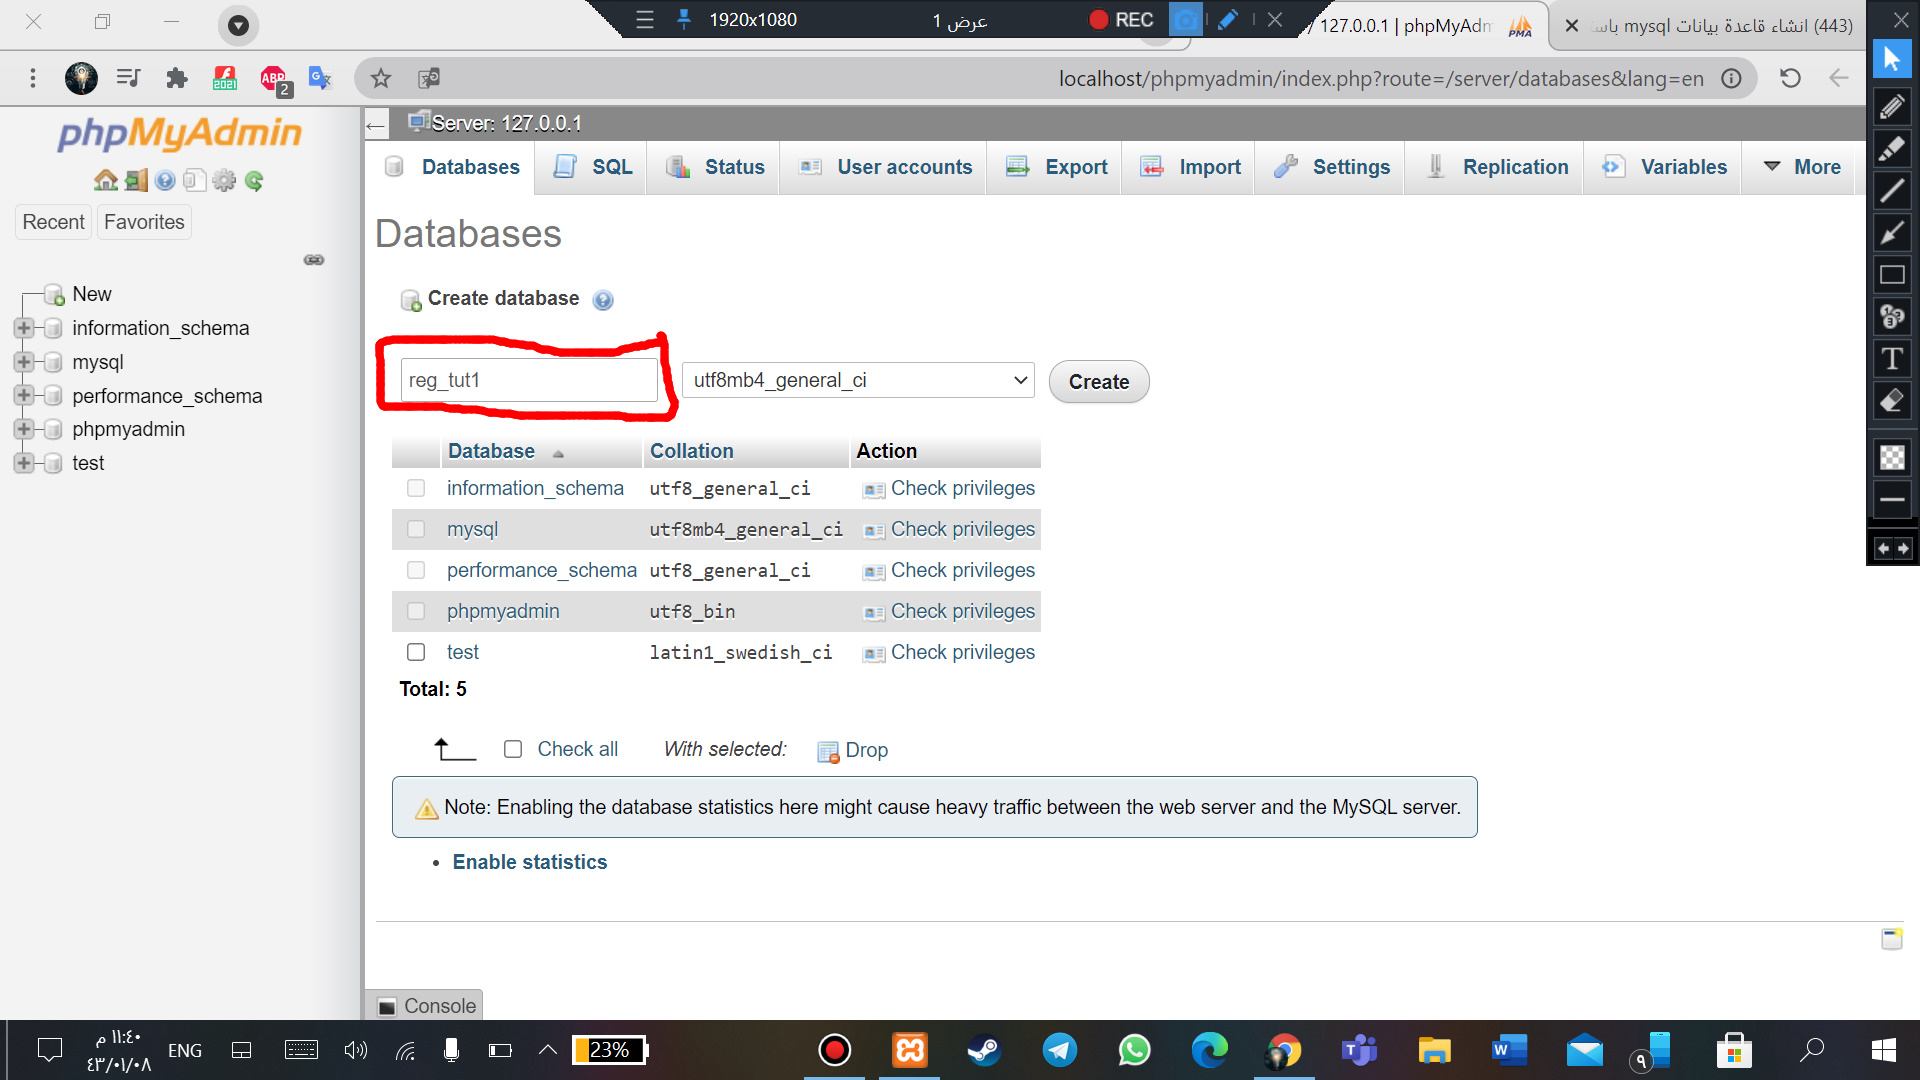 1920x1080
عرض 1
REC
/ 127.0.0.1 | phpMyAdm
PMA
(443) انشاء قاعدة بيانات mysql باس
ABP
2
localhost/phpmyadmin/index.php?route=/server/databases&lang=en
phpMyAdmin
Recent
Favorites
New
information_schema
mysql
performance_schema
phpmyadmin
test
Server: 127.0.0.1
Databases
SQL
Status
User accounts
Export
Import
Settings
Replication
Variables
More
Databases
Create database
reg_tut1
utf8mb4_general_ci
Create
Database
Collation
Action
information_schema utf8_general_ci Check privileges
mysql utf8mb4_general_ci Check privileges
performance_schema utf8_general_ci Check privileges
phpmyadmin utf8_bin Check privileges
test latin1_swedish_ci Check privileges
Total: 5
Check all
With selected:
Drop
Note: Enabling the database statistics here might cause heavy traffic between the web server and the MySQL server.
Enable statistics
Console
١١:٤٠ م
٤٣/٠١/٠٨
ENG
23%
٩